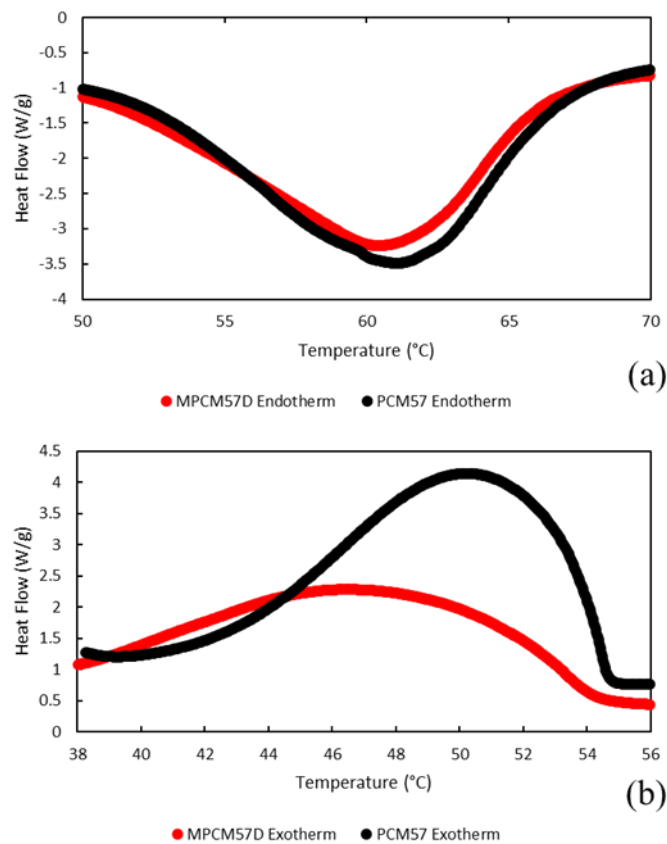 0
-0.5
-1
-1.5
-2
-2.5
-3
-3.5
-4
Heat Flow (W/g)
50 55 60 65 70
Temperature (°C)
(a)
MPCM57D Endotherm PCM57 Endotherm
4.5
4
3.5
3
2.5
2
1.5
1
0.5
0
Heat Flow (W/g)
38 40 42 44 46 48 50 52 54 56
Temperature (°C)
(b)
MPCM57D Exotherm PCM57 Exotherm